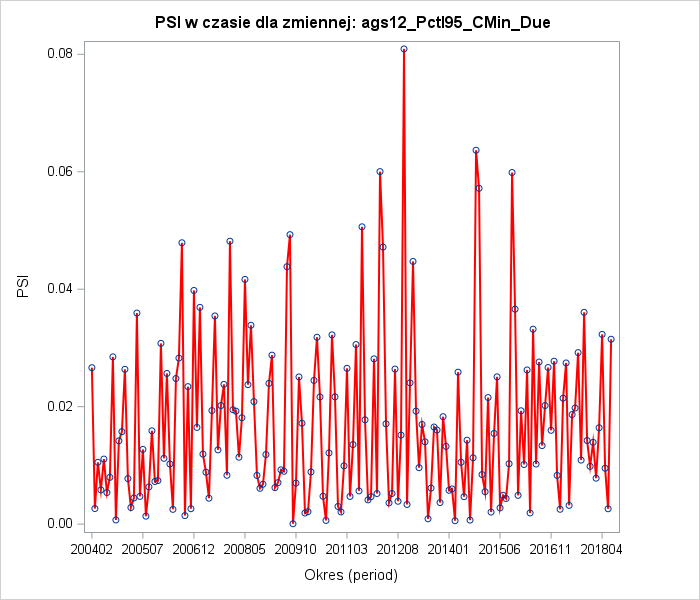 PSI w czasie dla zmiennej: ags12_Pctl95_CMin_Due
0.08
0.06
0.04
0.02
0.00
PSI
200402 200507 200612 200805 200910 201103 201208 201401 201506 201611 201804
Okres (period)